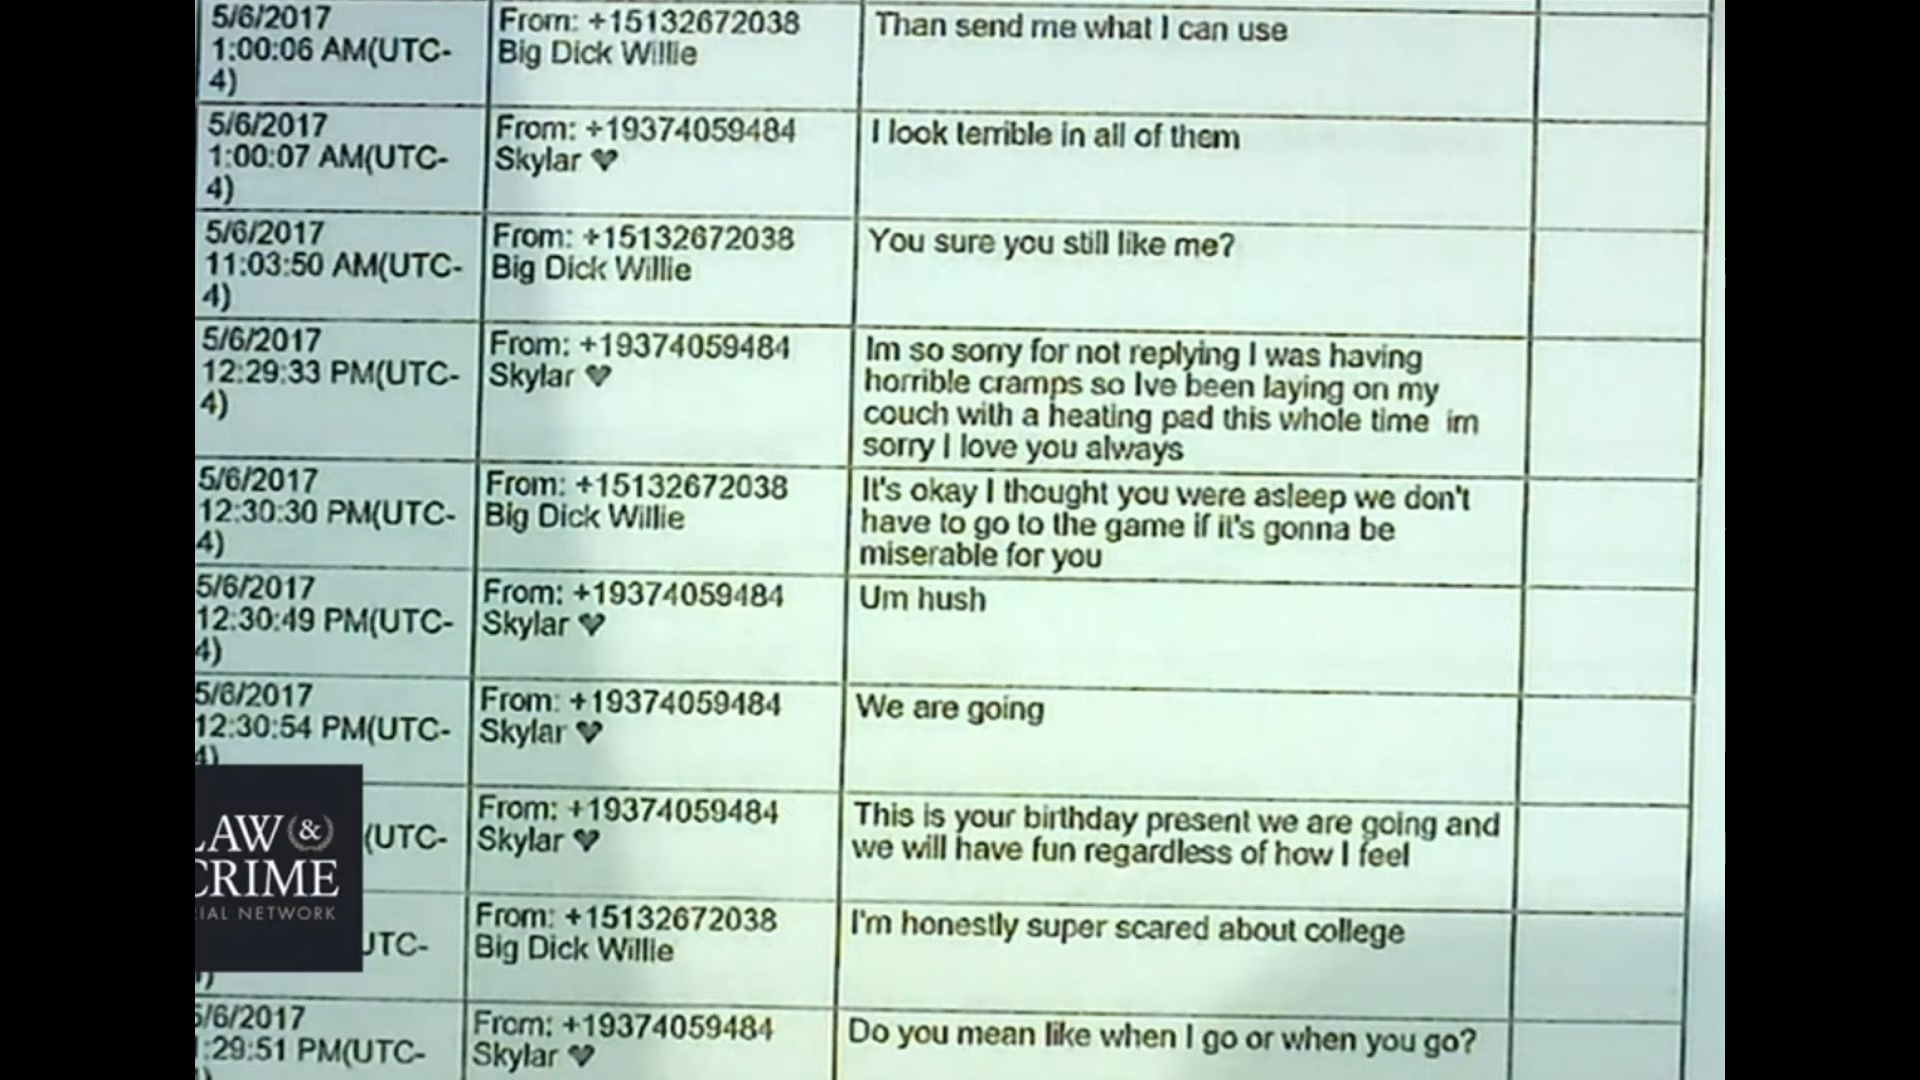 5/6/2017
1:00:06 AM(UTC-
4)
From: +15132672038
Big Dick Willie
Than send me what I can use
5/6/2017
1:00:07 AM(UTC-
4)
From: +19374059484
Skylar ♥
I look terrible in all of them
5/6/2017
11:03:50 AM(UTC-
4)
From: +15132672038
Big Dick Willie
You sure you still like me?
5/6/2017
12:29:33 PM(UTC-
4)
From: +19374059484
Skylar ♥
Im so sorry for not replying I was having
horrible cramps so Ive been laying on my
couch with a heating pad this whole time im
sorry I love you always
5/6/2017
12:30:30 PM(UTC-
4)
From: +15132672038
Big Dick Willie
It's okay I thought you were asleep we don't
have to go to the game if it's gonna be
miserable for you
5/6/2017
12:30:49 PM(UTC-
4)
From: +19374059484
Skylar ♥
Um hush
5/6/2017
12:30:54 PM(UTC-
4)
From: +19374059484
Skylar ♥
We are going
(UTC-
From: +19374059484
Skylar ♥
This is your birthday present we are going and
we will have fun regardless of how I feel
UTC-
From: +15132672038
Big Dick Willie
I'm honestly super scared about college
5/6/2017
:29:51 PM(UTC-
From: +19374059484
Skylar ♥
Do you mean like when I go or when you go?
LAW &
CRIME
RIAL NETWORK